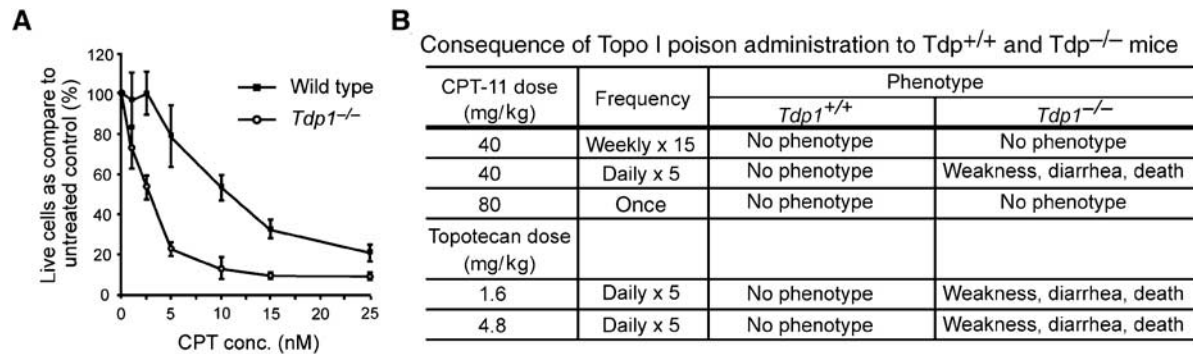 A
Live cells as compare to
untreated control (%)
120
100
80
60
40
20
0
0 5 10 15 20 25
CPT conc. (nM)
Wild type
Tdp1–/–
B
Consequence of Topo I poison administration to Tdp+/+ and Tdp–/– mice
CPT-11 dose
(mg/kg)
Frequency
Phenotype
Tdp1+/+ Tdp1–/–
40 Weekly x 15 No phenotype No phenotype
40 Daily x 5 No phenotype Weakness, diarrhea, death
80 Once No phenotype No phenotype
Topotecan dose
(mg/kg)
1.6 Daily x 5 No phenotype Weakness, diarrhea, death
4.8 Daily x 5 No phenotype Weakness, diarrhea, death